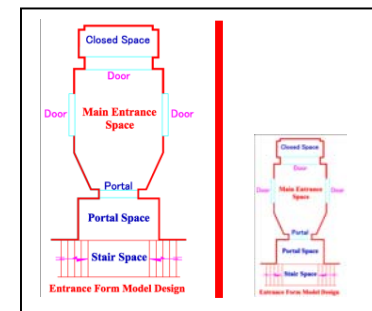 Closed Space
Door
Door
Main Entrance
Space
Door
Portal
Portal Space
Stair Space
Entrance Form Model Design
Closed Space
Door
Door
Main Entrance
Space
Door
Portal
Portal Space
Stair Space
Entrance Form Model Design